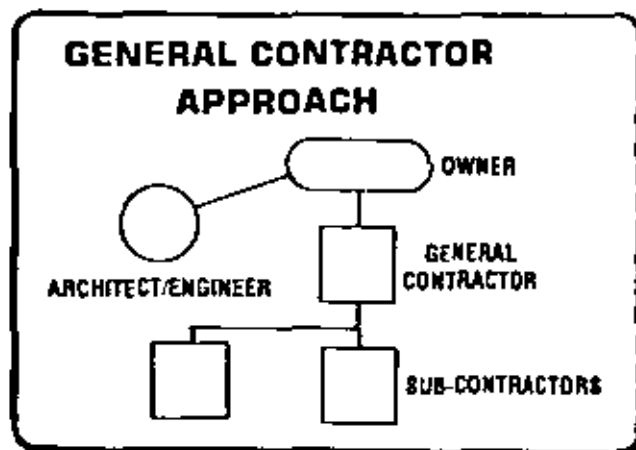 GENERAL CONTRACTOR
APPROACH
OWNER
GENERAL
CONTRACTOR
ARCHITECT/ENGINEER
SUB-CONTRACTORS